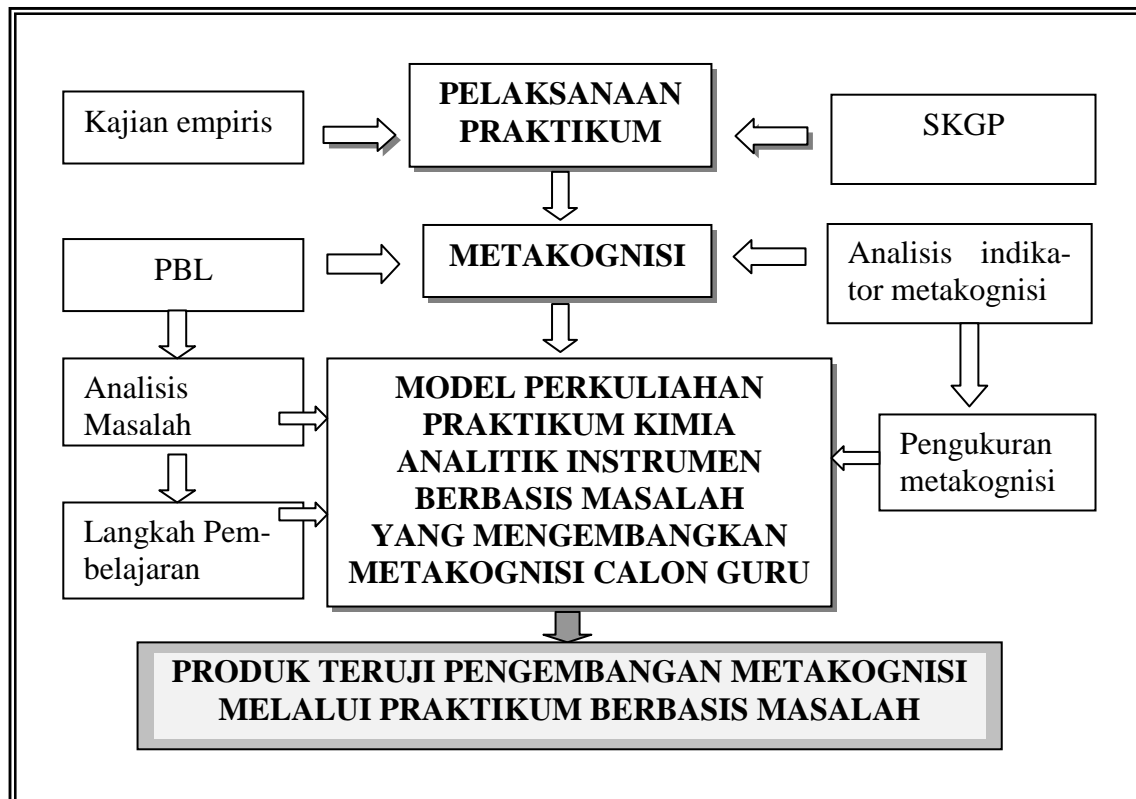 Kajian empiris
PELAKSANAAN
PRAKTIKUM
SKGP
PBL
METAKOGNISI
Analisis indika-
tor metakognisi
Analisis
Masalah
Langkah Pem-
belajaran
MODEL PERKULIAHAN
PRAKTIKUM KIMIA
ANALITIK INSTRUMEN
BERBASIS MASALAH
YANG MENGEMBANGKAN
METAKOGNISI CALON GURU
Pengukuran
metakognisi
PRODUK TERUJI PENGEMBANGAN METAKOGNISI
MELALUI PRAKTIKUM BERBASIS MASALAH